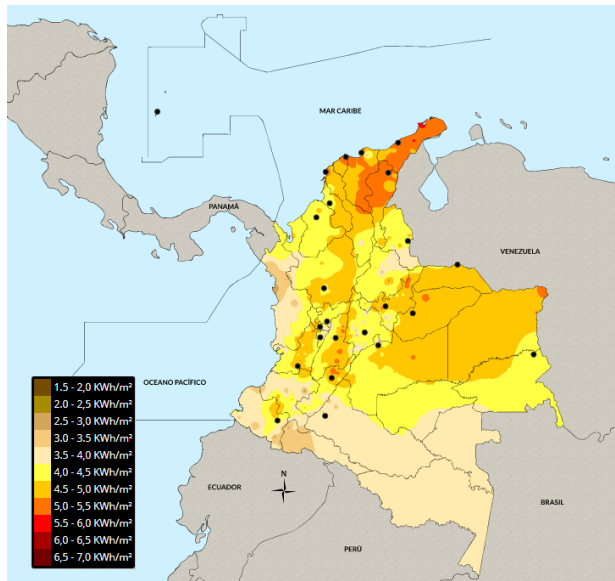 MAR CARIBE
PANAMÁ
VENEZUELA
OCEANO PACÍFICO
1.5 - 2,0 KWh/m²
2.0 - 2,5 KWh/m²
2.5 - 3,0 KWh/m²
3.0 - 3.5 KWh/m²
3.5 - 4,0 KWh/m²
4,0 - 4,5 KWh/m²
4.5 - 5,0 KWh/m²
5,0 - 5,5 KWh/m²
5.5 - 6,0 KWh/m²
6,0 - 6,5 KWh/m²
6,5 - 7,0 KWh/m²
N
ECUADOR
BRASIL
PERÚ